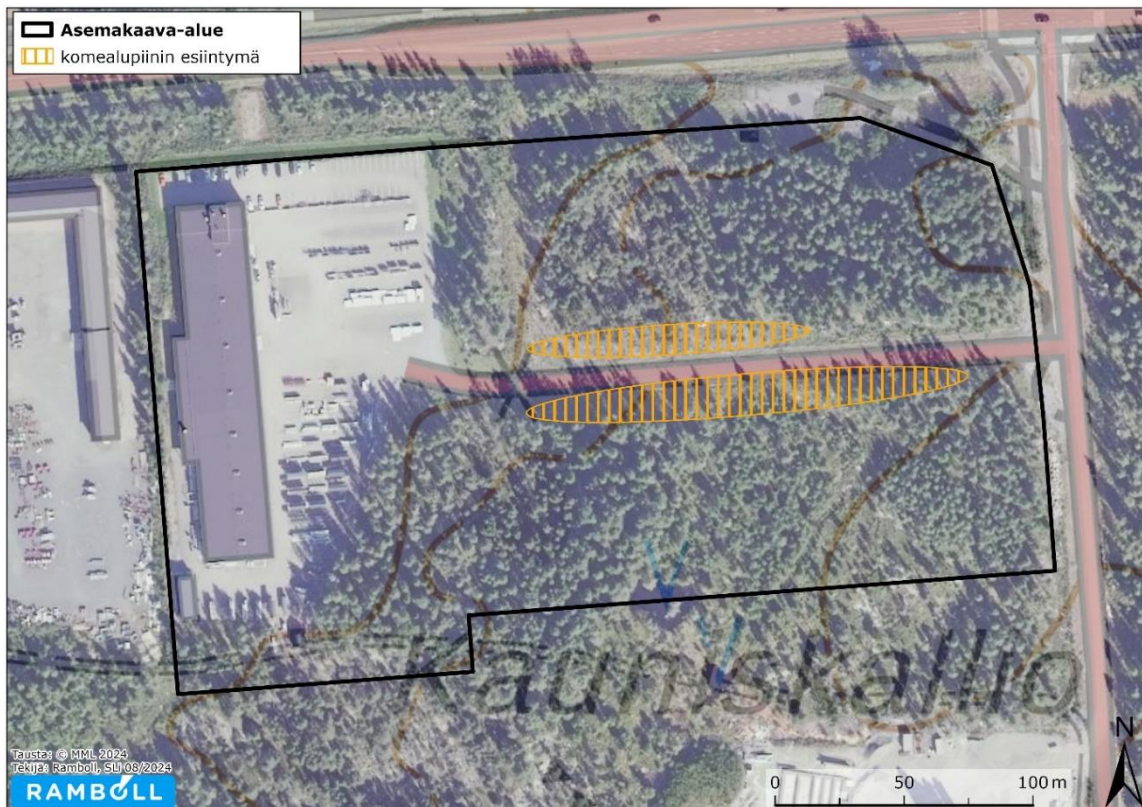 Asemakaava-alue
komealupiinin esiintymä
Kauniskallio
Tausta: © MML 2024
Tekijä: Ramboll, SLI 08/2024
RAMBOLL
0 50 100 m
N